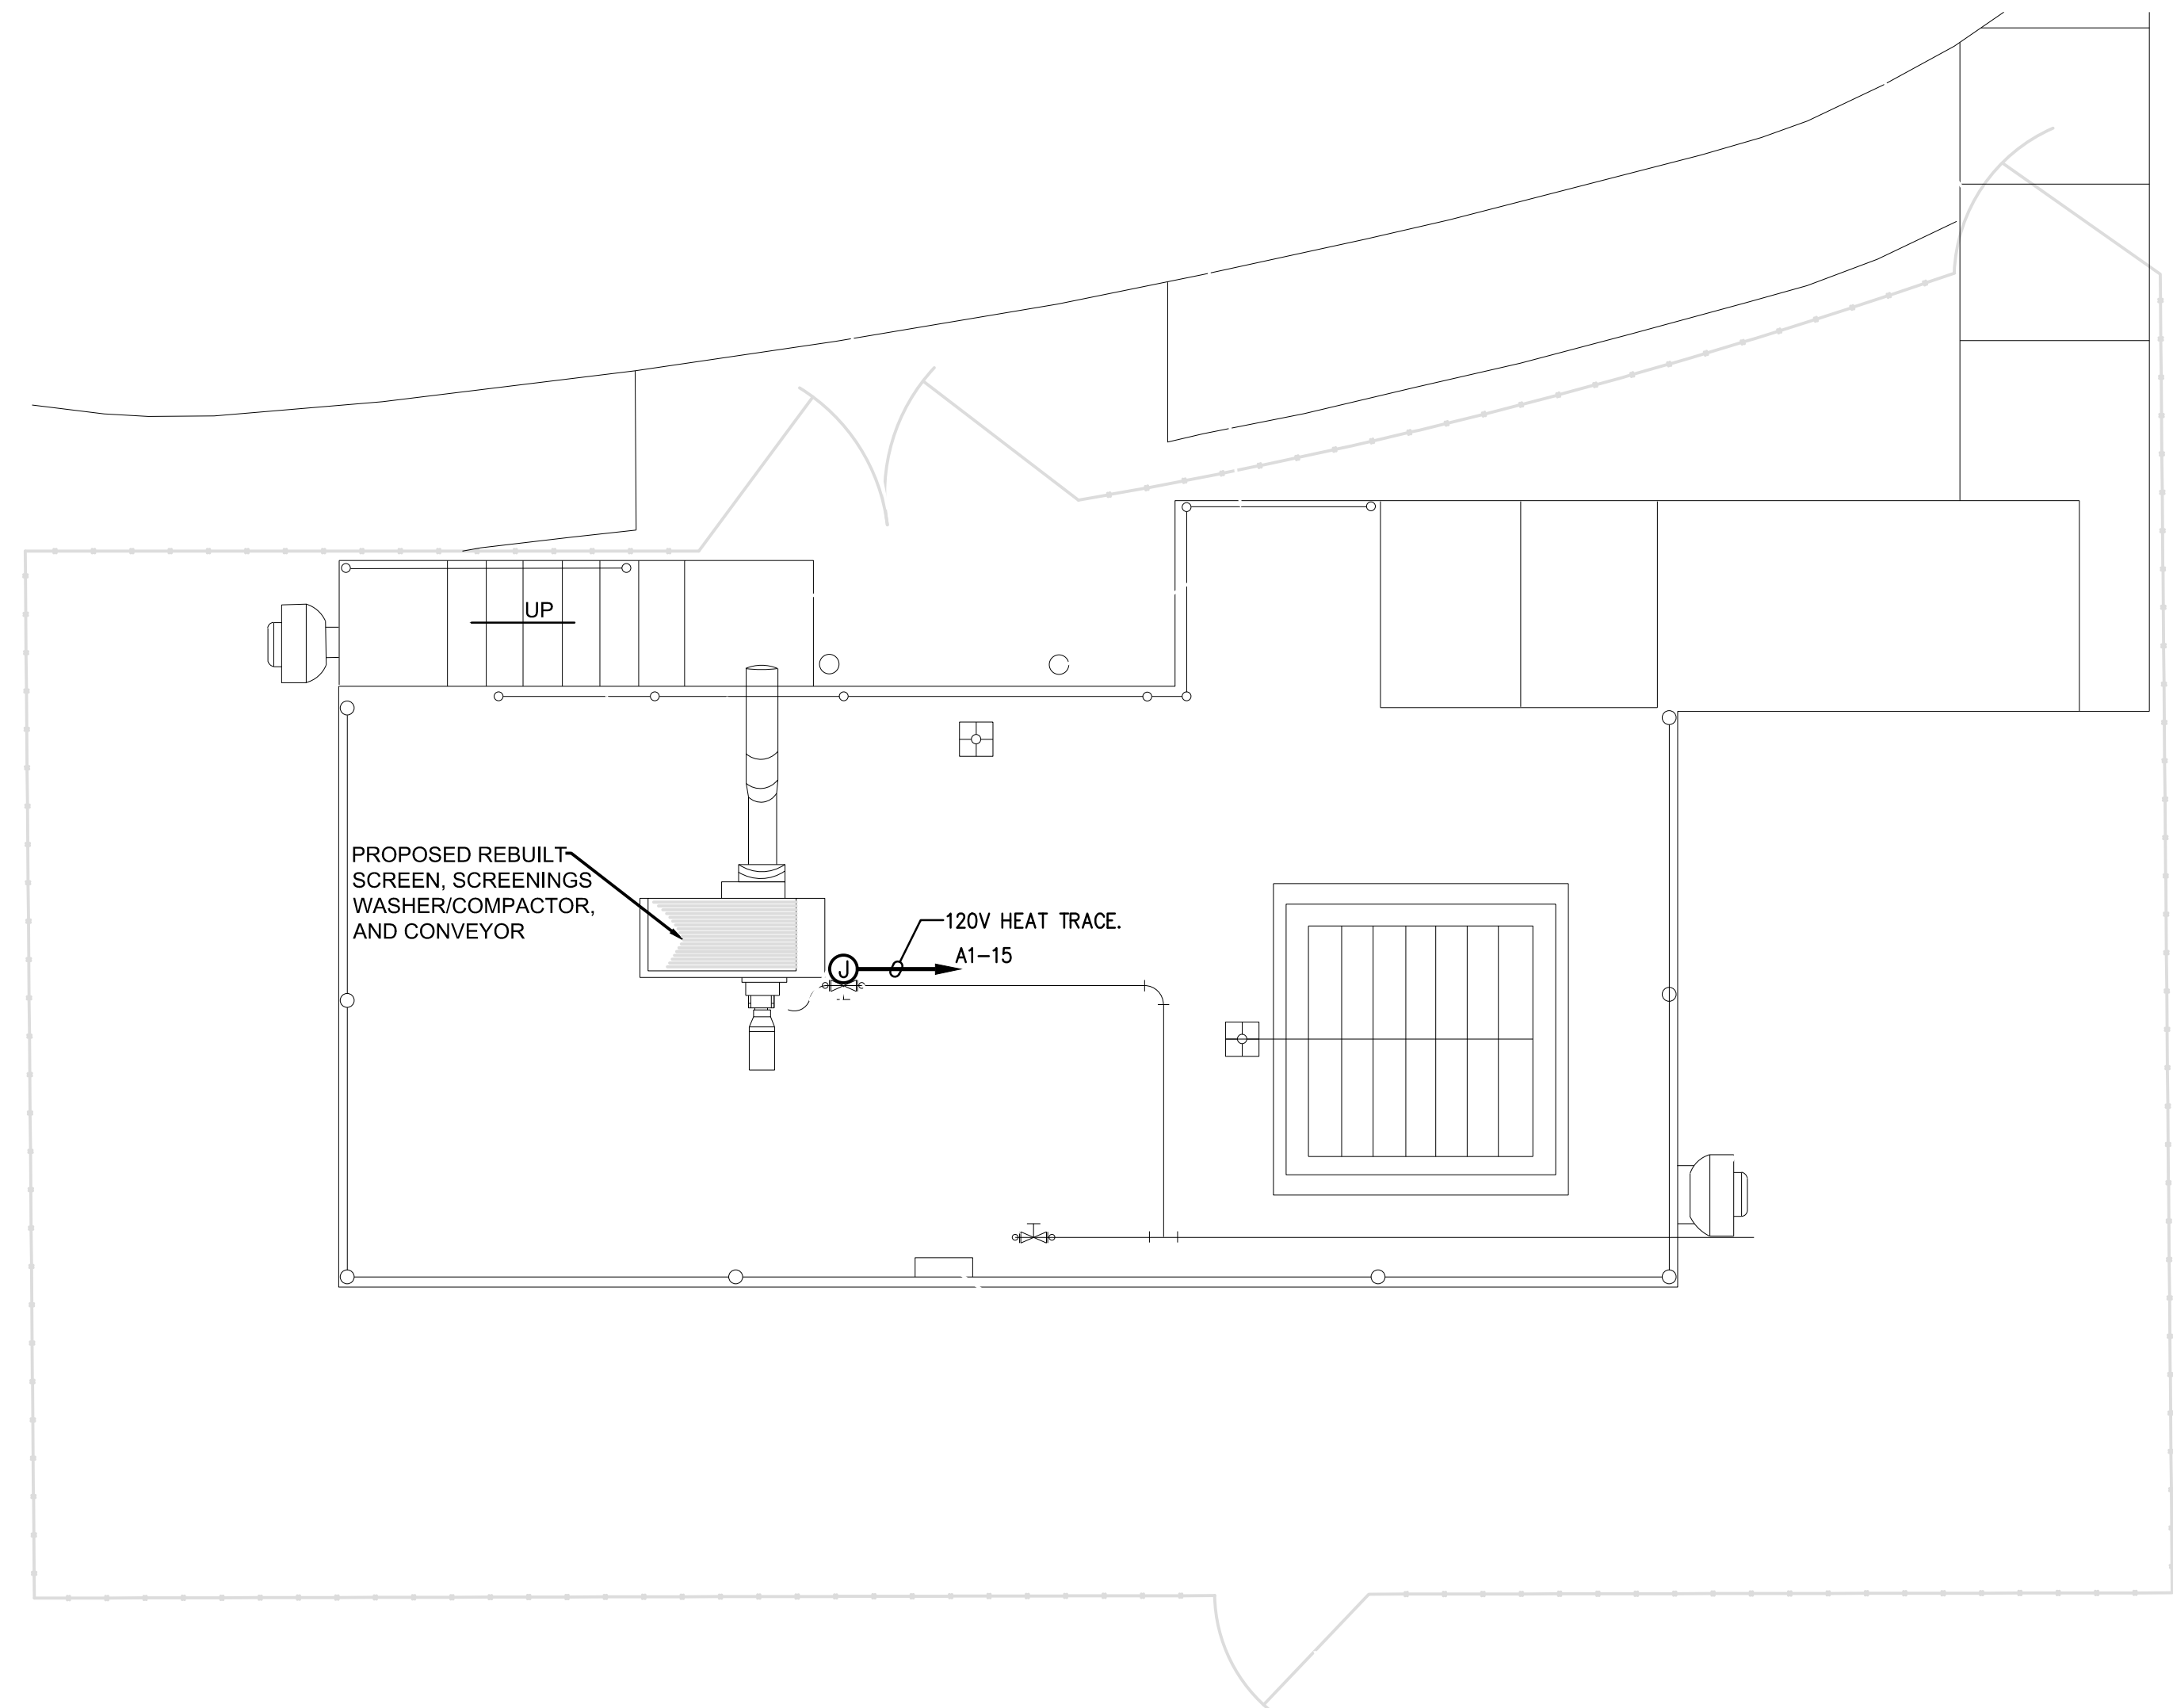 UP
PROPOSED REBUILT
SCREEN, SCREENINGS
WASHER/COMPACTOR,
AND CONVEYOR
120V HEAT TRACE.
A1-15
J